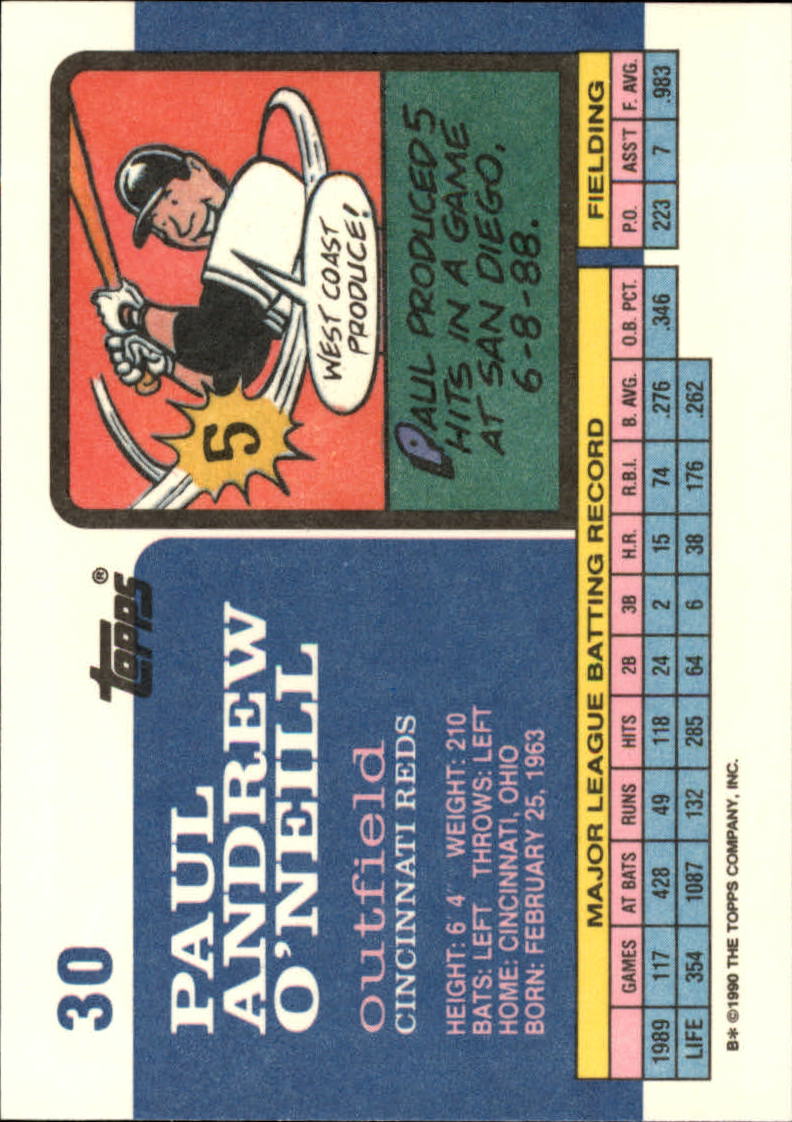 30
topps®
PAUL
ANDREW
O'NEILL
outfield
CINCINNATI REDS
HEIGHT: 6'4" WEIGHT: 210
BATS: LEFT THROWS: LEFT
HOME: CINCINNATI, OHIO
BORN: FEBRUARY 25, 1963
5
WEST COAST
PRODUCE!
PAUL PRODUCED 5
HITS IN A GAME
AT SAN DIEGO,
6-8-88.
MAJOR LEAGUE BATTING RECORD FIELDING
GAMES AT BATS RUNS HITS 2B 3B H.R. R.B.I. B. AVG. O.B. PCT. P.O. ASS'T F. AVG.
1989 117 428 49 118 24 2 15 74 .276 .346 223 7 .983
LIFE 354 1087 132 285 64 6 38 176 .262
B* ©1990 THE TOPPS COMPANY, INC.